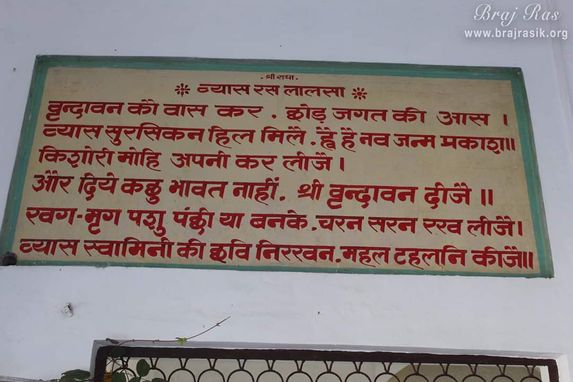 Braj Ras
www.brajrasik.org
. श्री राधा .
* व्यास रस लालसा *
वृन्दावन कौ वास कर . छोड़ जगत की आस ।
व्यास सुरसिकन हिल मिलै . ह्वै है नव जन्म प्रकाश॥
किशोरी मोहि अपनी कर लीजै ।
और दिये कछु भावत नाहीं. श्री वृन्दावन दीजै ॥
खग-मृग पशु पंछी या बनके. चरन सरन रख लीजै।
व्यास स्वामिनी की छवि निरखन. महल टहलनि कीजै॥